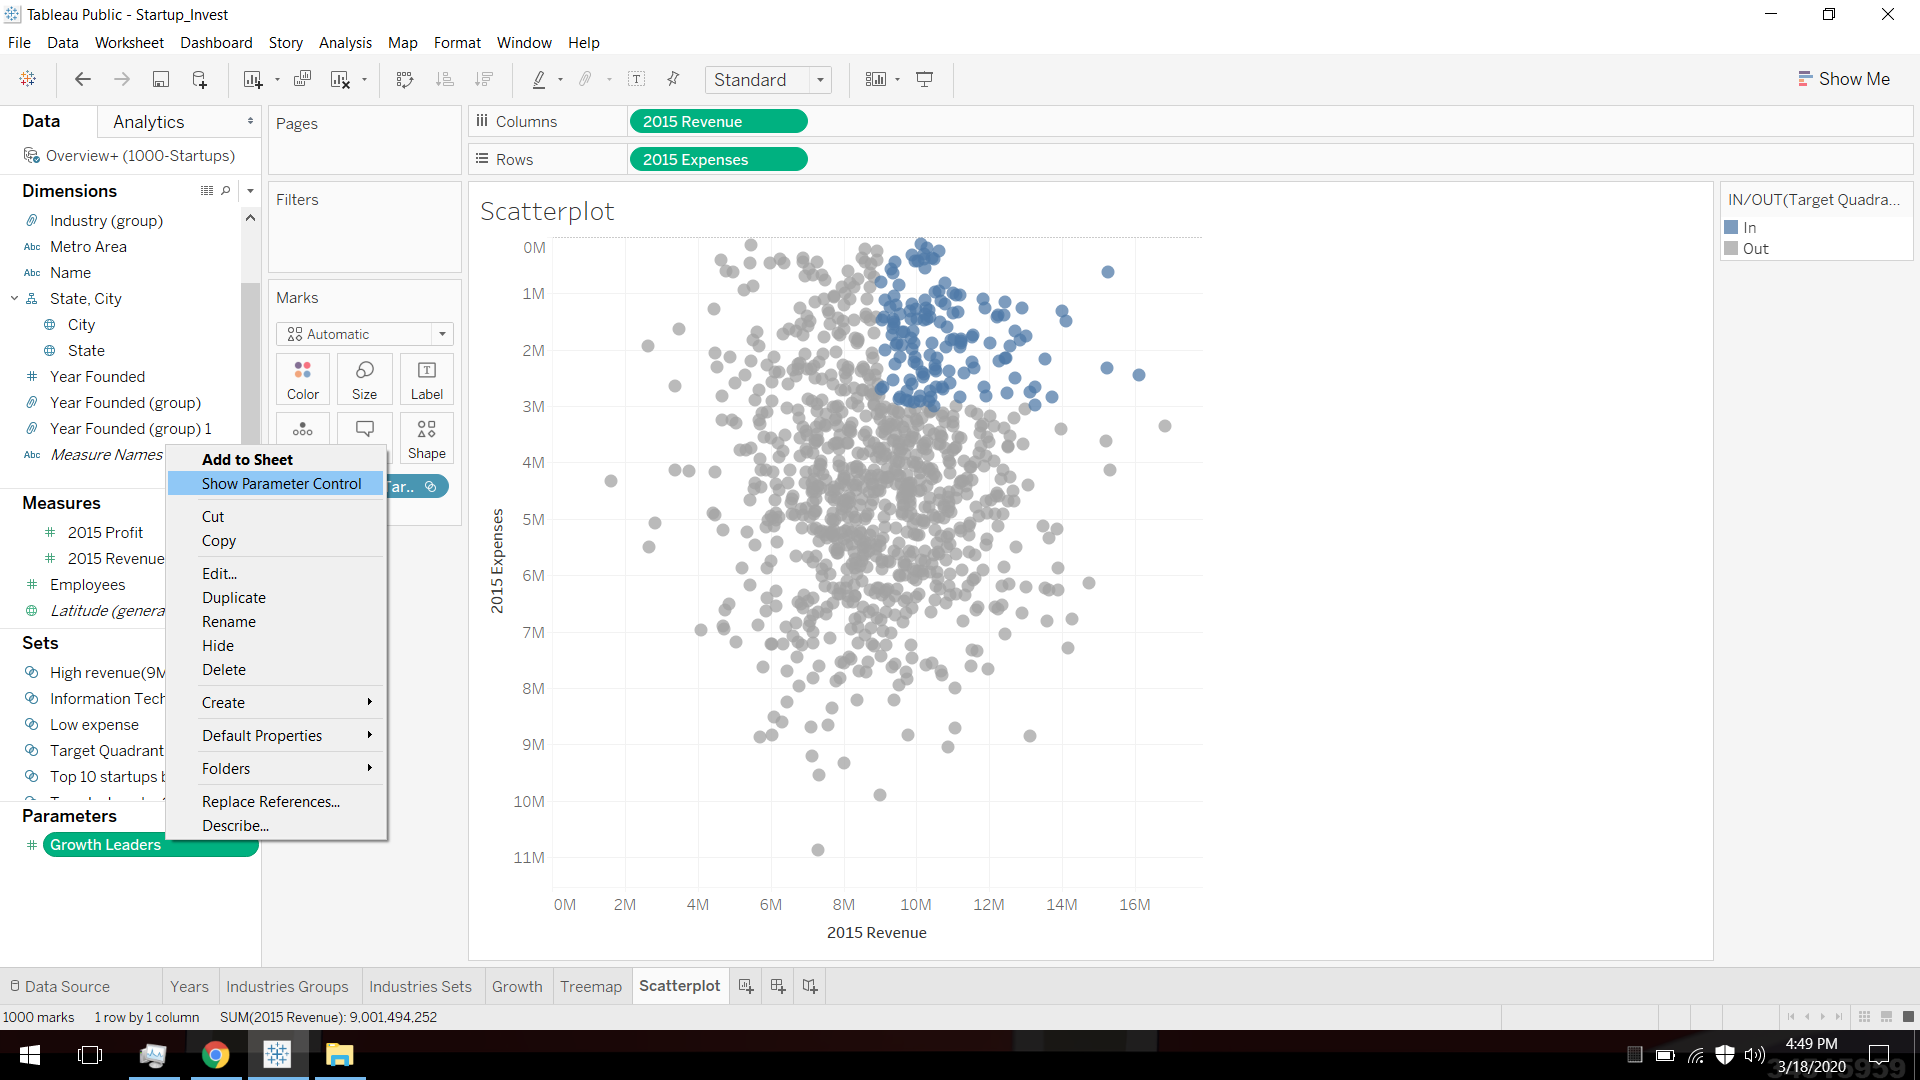 Tableau Public - Startup_Invest
File Data Worksheet Dashboard Story Analysis Map Format Window Help
Standard
Show Me
Data
Analytics
Overview+ (1000-Startups)
Dimensions
Industry (group)
Abc Metro Area
Abc Name
State, City
City
State
Year Founded
Year Founded (group)
Year Founded (group) 1
Abc Measure Names
Measures
2015 Profit
2015 Revenue
Employees
Latitude (genera
Sets
High revenue(9M
Information Tech
Low expense
Target Quadrant
Top 10 startups b
Parameters
Growth Leaders
Pages
Filters
Marks
Automatic
Color Size Label
Shape
Tar..
Add to Sheet
Show Parameter Control
Cut
Copy
Edit...
Duplicate
Rename
Hide
Delete
Create
Default Properties
Folders
Replace References...
Describe...
Columns
2015 Revenue
Rows
2015 Expenses
Scatterplot
0M
1M
2M
3M
4M
5M
6M
7M
8M
9M
10M
11M
2015 Expenses
0M 2M 4M 6M 8M 10M 12M 14M 16M
2015 Revenue
IN/OUT(Target Quadra...
In
Out
Data Source Years Industries Groups Industries Sets Growth Treemap Scatterplot
1000 marks 1 row by 1 column SUM(2015 Revenue): 9,001,494,252
4:49 PM
3/18/2020
34515959